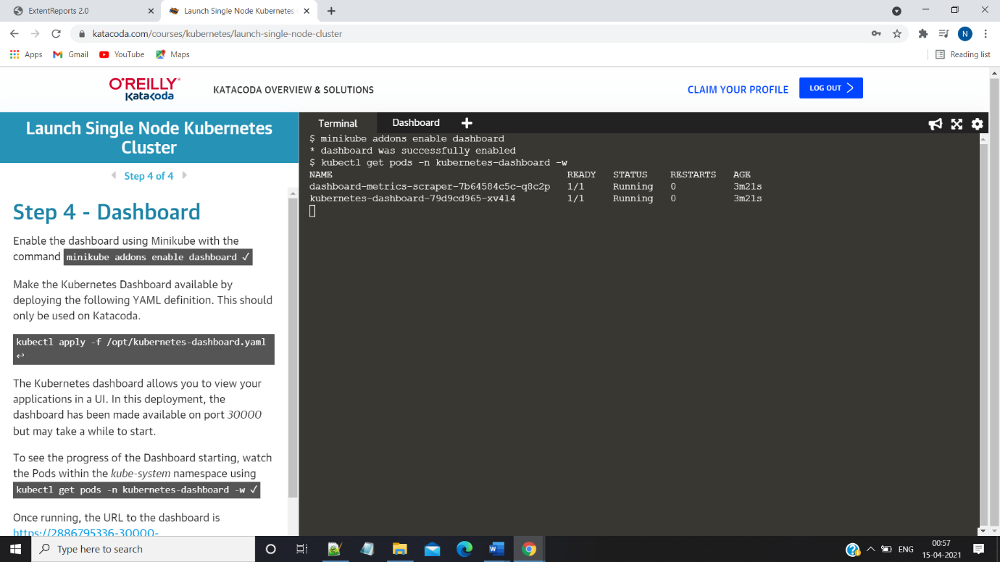 ExtentReports 2.0
Launch Single Node Kubernetes
katacoda.com/courses/kubernetes/launch-single-node-cluster
N
Apps
Gmail
YouTube
Maps
Reading list
O'REILLY®
Katacoda
KATACODA OVERVIEW & SOLUTIONS
CLAIM YOUR PROFILE
LOG OUT
Launch Single Node Kubernetes
Cluster
Step 4 of 4
Step 4 - Dashboard
Enable the dashboard using Minikube with the
command minikube addons enable dashboard ✓
Make the Kubernetes Dashboard available by
deploying the following YAML definition. This should
only be used on Katacoda.
kubectl apply -f /opt/kubernetes-dashboard.yaml
↩
The Kubernetes dashboard allows you to view your
applications in a UI. In this deployment, the
dashboard has been made available on port 30000
but may take a while to start.
To see the progress of the Dashboard starting, watch
the Pods within the kube-system namespace using
kubectl get pods -n kubernetes-dashboard -w ✓
Once running, the URL to the dashboard is
https://2886795336-30000-
Terminal
Dashboard
$ minikube addons enable dashboard
* dashboard was successfully enabled
$ kubectl get pods -n kubernetes-dashboard -w
NAME READY STATUS RESTARTS AGE
dashboard-metrics-scraper-7b64584c5c-q8c2p 1/1 Running 0 3m21s
kubernetes-dashboard-79d9cd965-xv4l4 1/1 Running 0 3m21s
Type here to search
ENG
00:57
15-04-2021